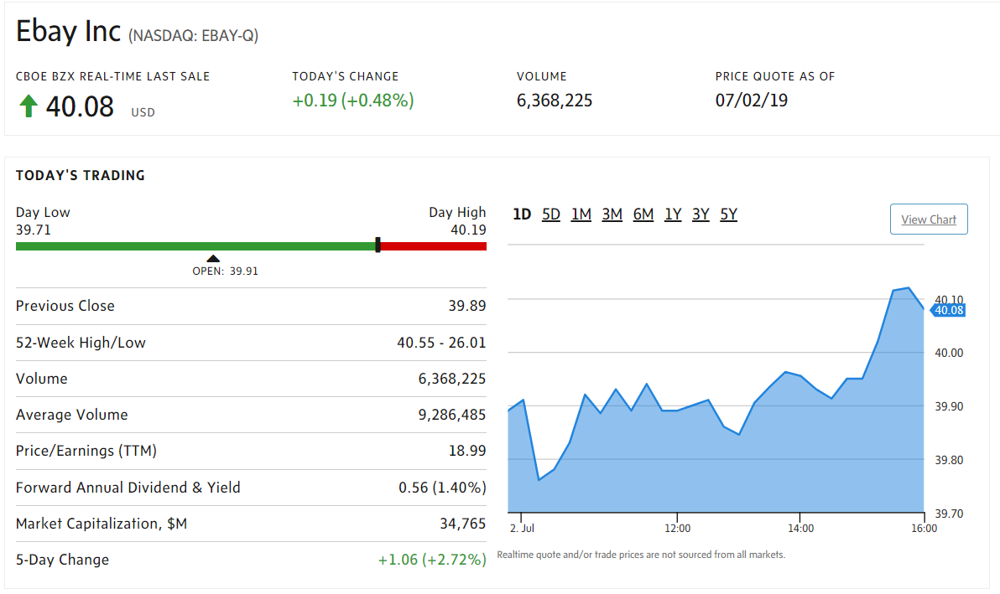 Ebay Inc (NASDAQ: EBAY-Q)
CBOE BZX REAL-TIME LAST SALE
40.08 USD
TODAY'S CHANGE
+0.19 (+0.48%)
VOLUME
6,368,225
PRICE QUOTE AS OF
07/02/19
TODAY'S TRADING
Day Low
39.71
Day High
40.19
OPEN: 39.91
Previous Close 39.89
52-Week High/Low 40.55 - 26.01
Volume 6,368,225
Average Volume 9,286,485
Price/Earnings (TTM) 18.99
Forward Annual Dividend & Yield 0.56 (1.40%)
Market Capitalization, $M 34,765
5-Day Change +1.06 (+2.72%)
1D 5D 1M 3M 6M 1Y 3Y 5Y
View Chart
40.10
40.08
40.00
39.90
39.80
39.70
2. Jul 12:00 14:00 16:00
Realtime quote and/or trade prices are not sourced from all markets.